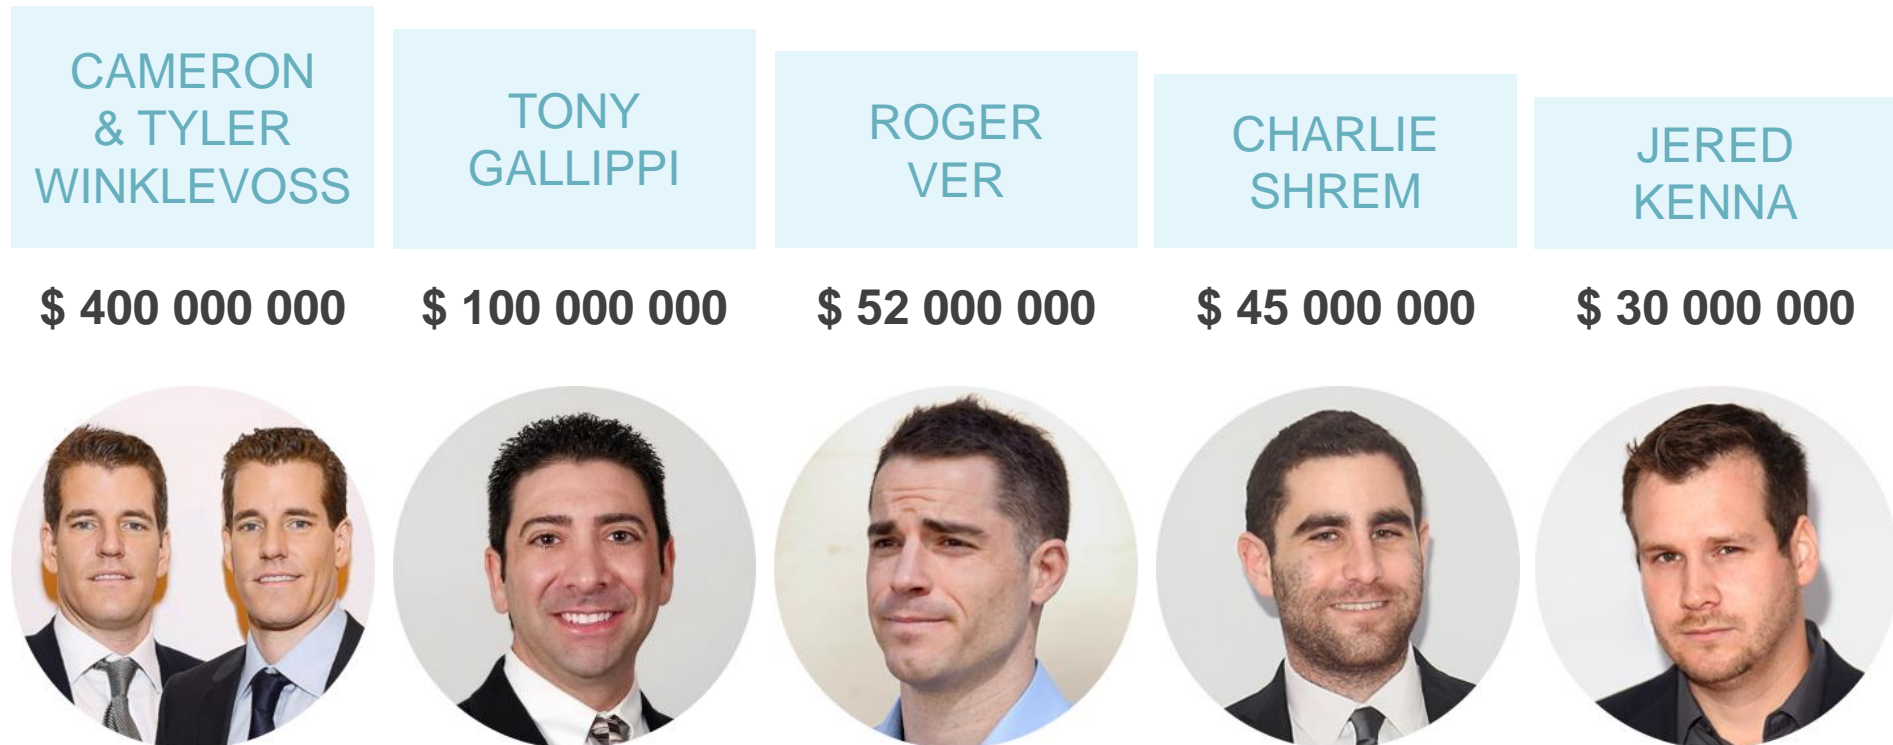 CAMERON
& TYLER
WINKLEVOSS
TONY
GALLIPPI
ROGER
VER
CHARLIE
SHREM
JERED
KENNA
$ 400 000 000
$ 100 000 000
$ 52 000 000
$ 45 000 000
$ 30 000 000